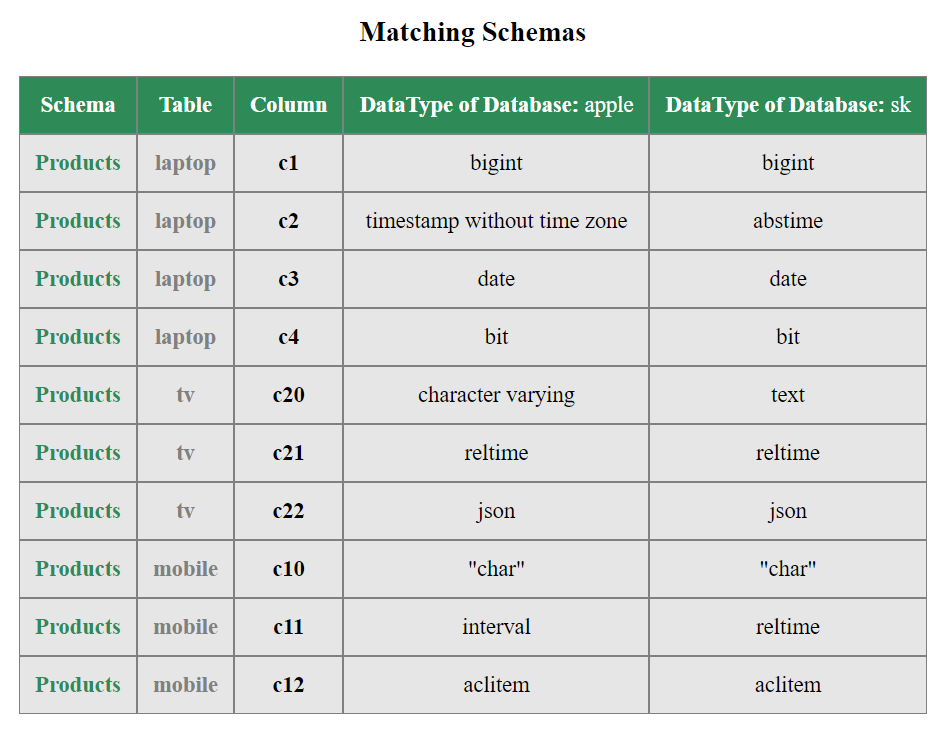 Matching Schemas
Schema Table Column DataType of Database: apple DataType of Database: sk
Products laptop c1 bigint bigint
Products laptop c2 timestamp without time zone abstime
Products laptop c3 date date
Products laptop c4 bit bit
Products tv c20 character varying text
Products tv c21 reltime reltime
Products tv c22 json json
Products mobile c10 "char" "char"
Products mobile c11 interval reltime
Products mobile c12 aclitem aclitem